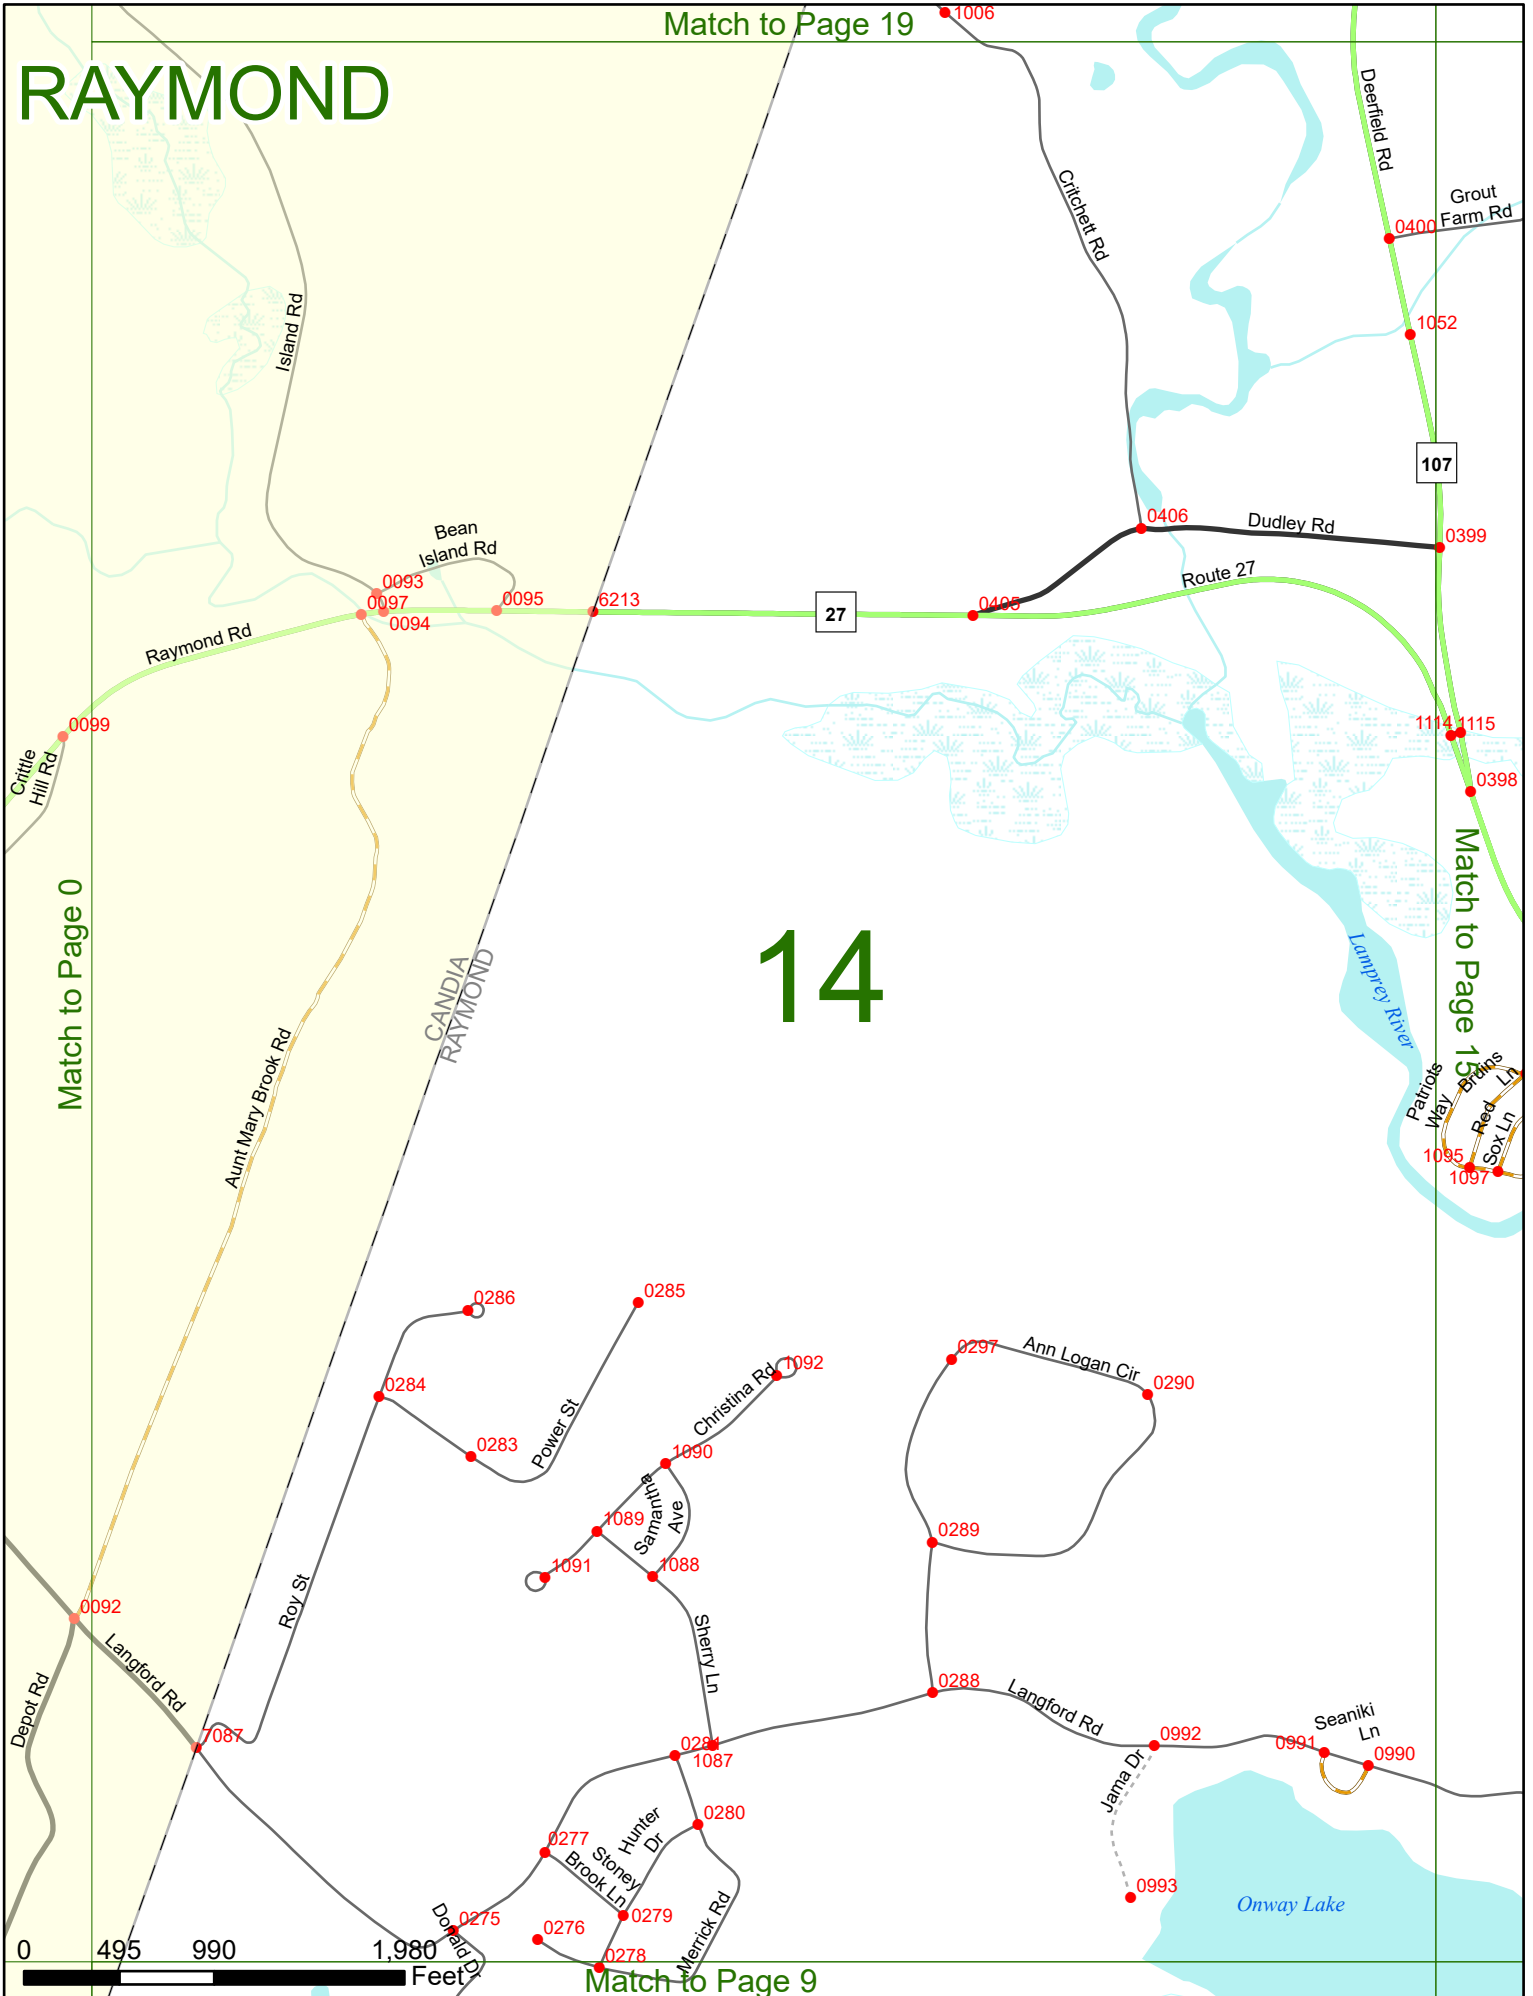 Match to Page 19
1006
RAYMOND
Deerfield Rd
Grout
Farm Rd
0400
Critchett Rd
Island Rd
1052
107
0406
Dudley Rd
0399
Bean
Island Rd
Route 27
0093
0097
0094
0095
6213
27
0405
Raymond Rd
0099
Crittle
Hill Rd
1114
1115
0398
Match to Page 0
Match to Page 15
14
CANDIA
RAYMOND
Lamprey River
Aunt Mary Brook Rd
Patriots
Way
Bruins
Ln
Red
Sox Ln
1095
1097
0286
0285
0297
Ann Logan Cir
0290
1092
0284
Christina Rd
Power St
0283
1090
Samantha
Ave
1089
0289
1091
1088
Roy St
0092
Langford Rd
Sherry Ln
Depot Rd
0288
Langford Rd
Seaniki
Ln
7087
0281
1087
0992
0991
0990
Jama Dr
0280
Hunter
Dr
0277
Stoney
Brook Ln
0993
Onway Lake
0279
Merrick Rd
0275
0276
Donald Dr
0278
0 495 990 1,980
Feet
Match to Page 9